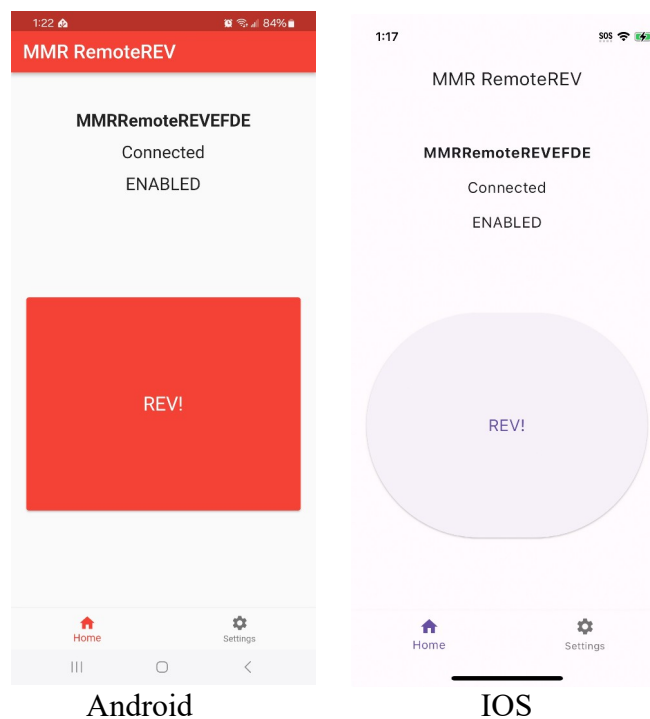 1:22 84%
MMR RemoteREV
MMRRemoteREVEFDE
Connected
ENABLED
REV!
Home Settings
Android
1:17 SOS
MMR RemoteREV
MMRRemoteREVEFDE
Connected
ENABLED
REV!
Home Settings
IOS